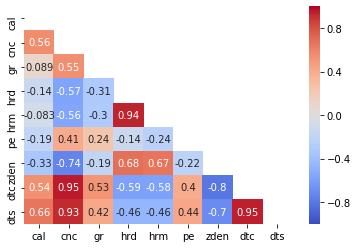 cal
cnc 0.56
gr 0.089 0.55
hrd -0.14 -0.57 -0.31
hrm -0.083 -0.56 -0.3 0.94
pe -0.19 0.41 0.24 -0.14 -0.24
zden -0.33 -0.74 -0.19 0.68 0.67 -0.22
dtc 0.54 0.95 0.53 -0.59 -0.58 0.4 -0.8
dts 0.66 0.93 0.42 -0.46 -0.46 0.44 -0.7 0.95
cal cnc gr hrd hrm pe zden dtc dts
0.8
0.4
0.0
-0.4
-0.8